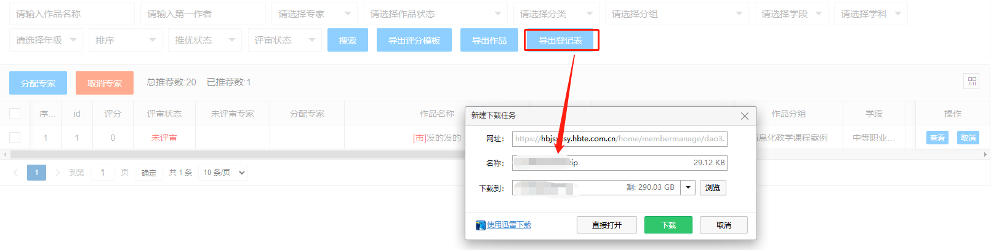 请输入作品名称 请输入第一作者 请选择专家 请选择作品状态 请选择分类 请选择分组 请选择学段 请选择学科
请选择年级 排序 推优状态 评审状态 搜索 导出评分模板 导出作品 导出登记表
分配专家 取消专家 总推荐数:20 已推荐数:1
序... id 评分 评审状态 未评审专家 分配专家 作品名称 作品分组 学段 操作
1 1 0 未评审 [市]发的发的 息化教学课程案例 中等职业... 查看 取消
1 到第 1 页 确定 共 1 条 10 条/页
新建下载任务
网址: https://hbjsx sy.hbte.com.cn/home/membermanage/dao3.
名称: zip 29.12 KB
下载到: 剩: 290.03 GB 浏览
使用迅雷下载 直接打开 下载 取消